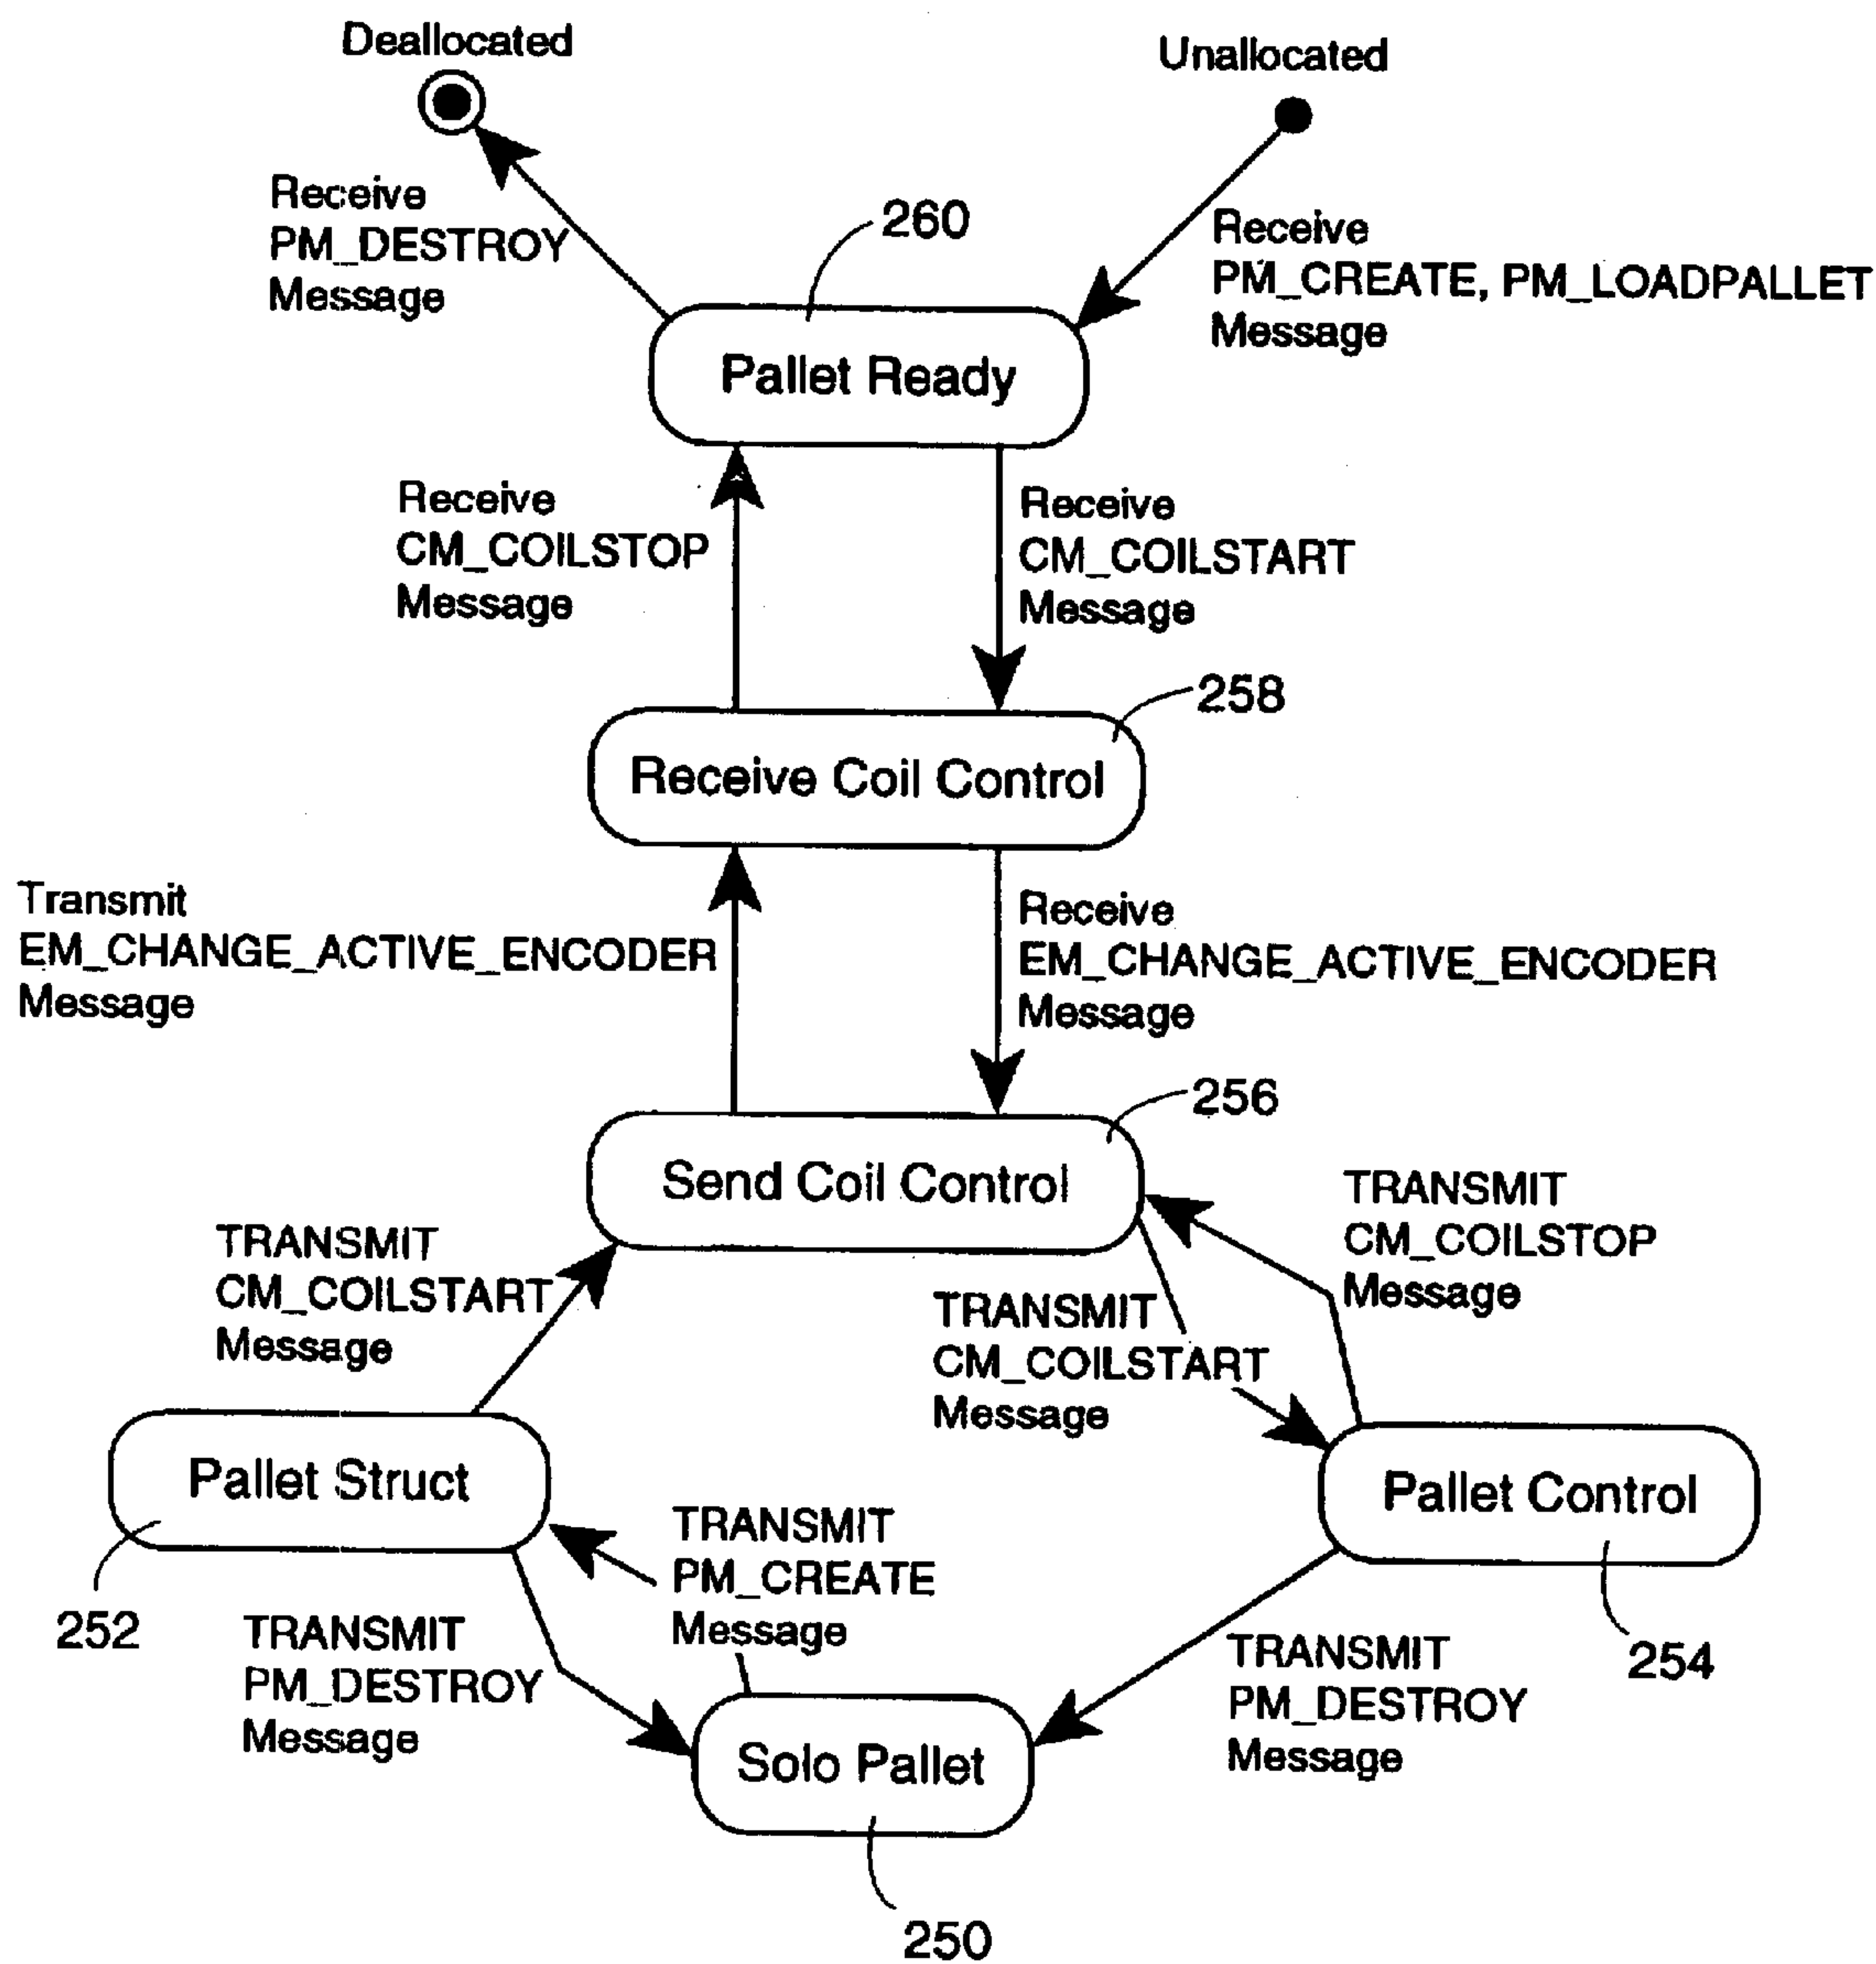 Deallocated
Unallocated
Receive
PM_DESTROY
Message
260
Receive
PM_CREATE, PM_LOADPALLET
Message
Pallet Ready
Receive
CM_COILSTOP
Message
Receive
CM_COILSTART
Message
258
Receive Coil Control
Transmit
EM_CHANGE_ACTIVE_ENCODER
Message
Receive
EM_CHANGE_ACTIVE_ENCODER
Message
256
Send Coil Control
TRANSMIT
CM_COILSTOP
Message
TRANSMIT
CM_COILSTART
Message
TRANSMIT
CM_COILSTART
Message
Pallet Struct
Pallet Control
252
TRANSMIT
PM_CREATE
Message
TRANSMIT
PM_DESTROY
Message
TRANSMIT
PM_DESTROY
Message
254
Solo Pallet
250